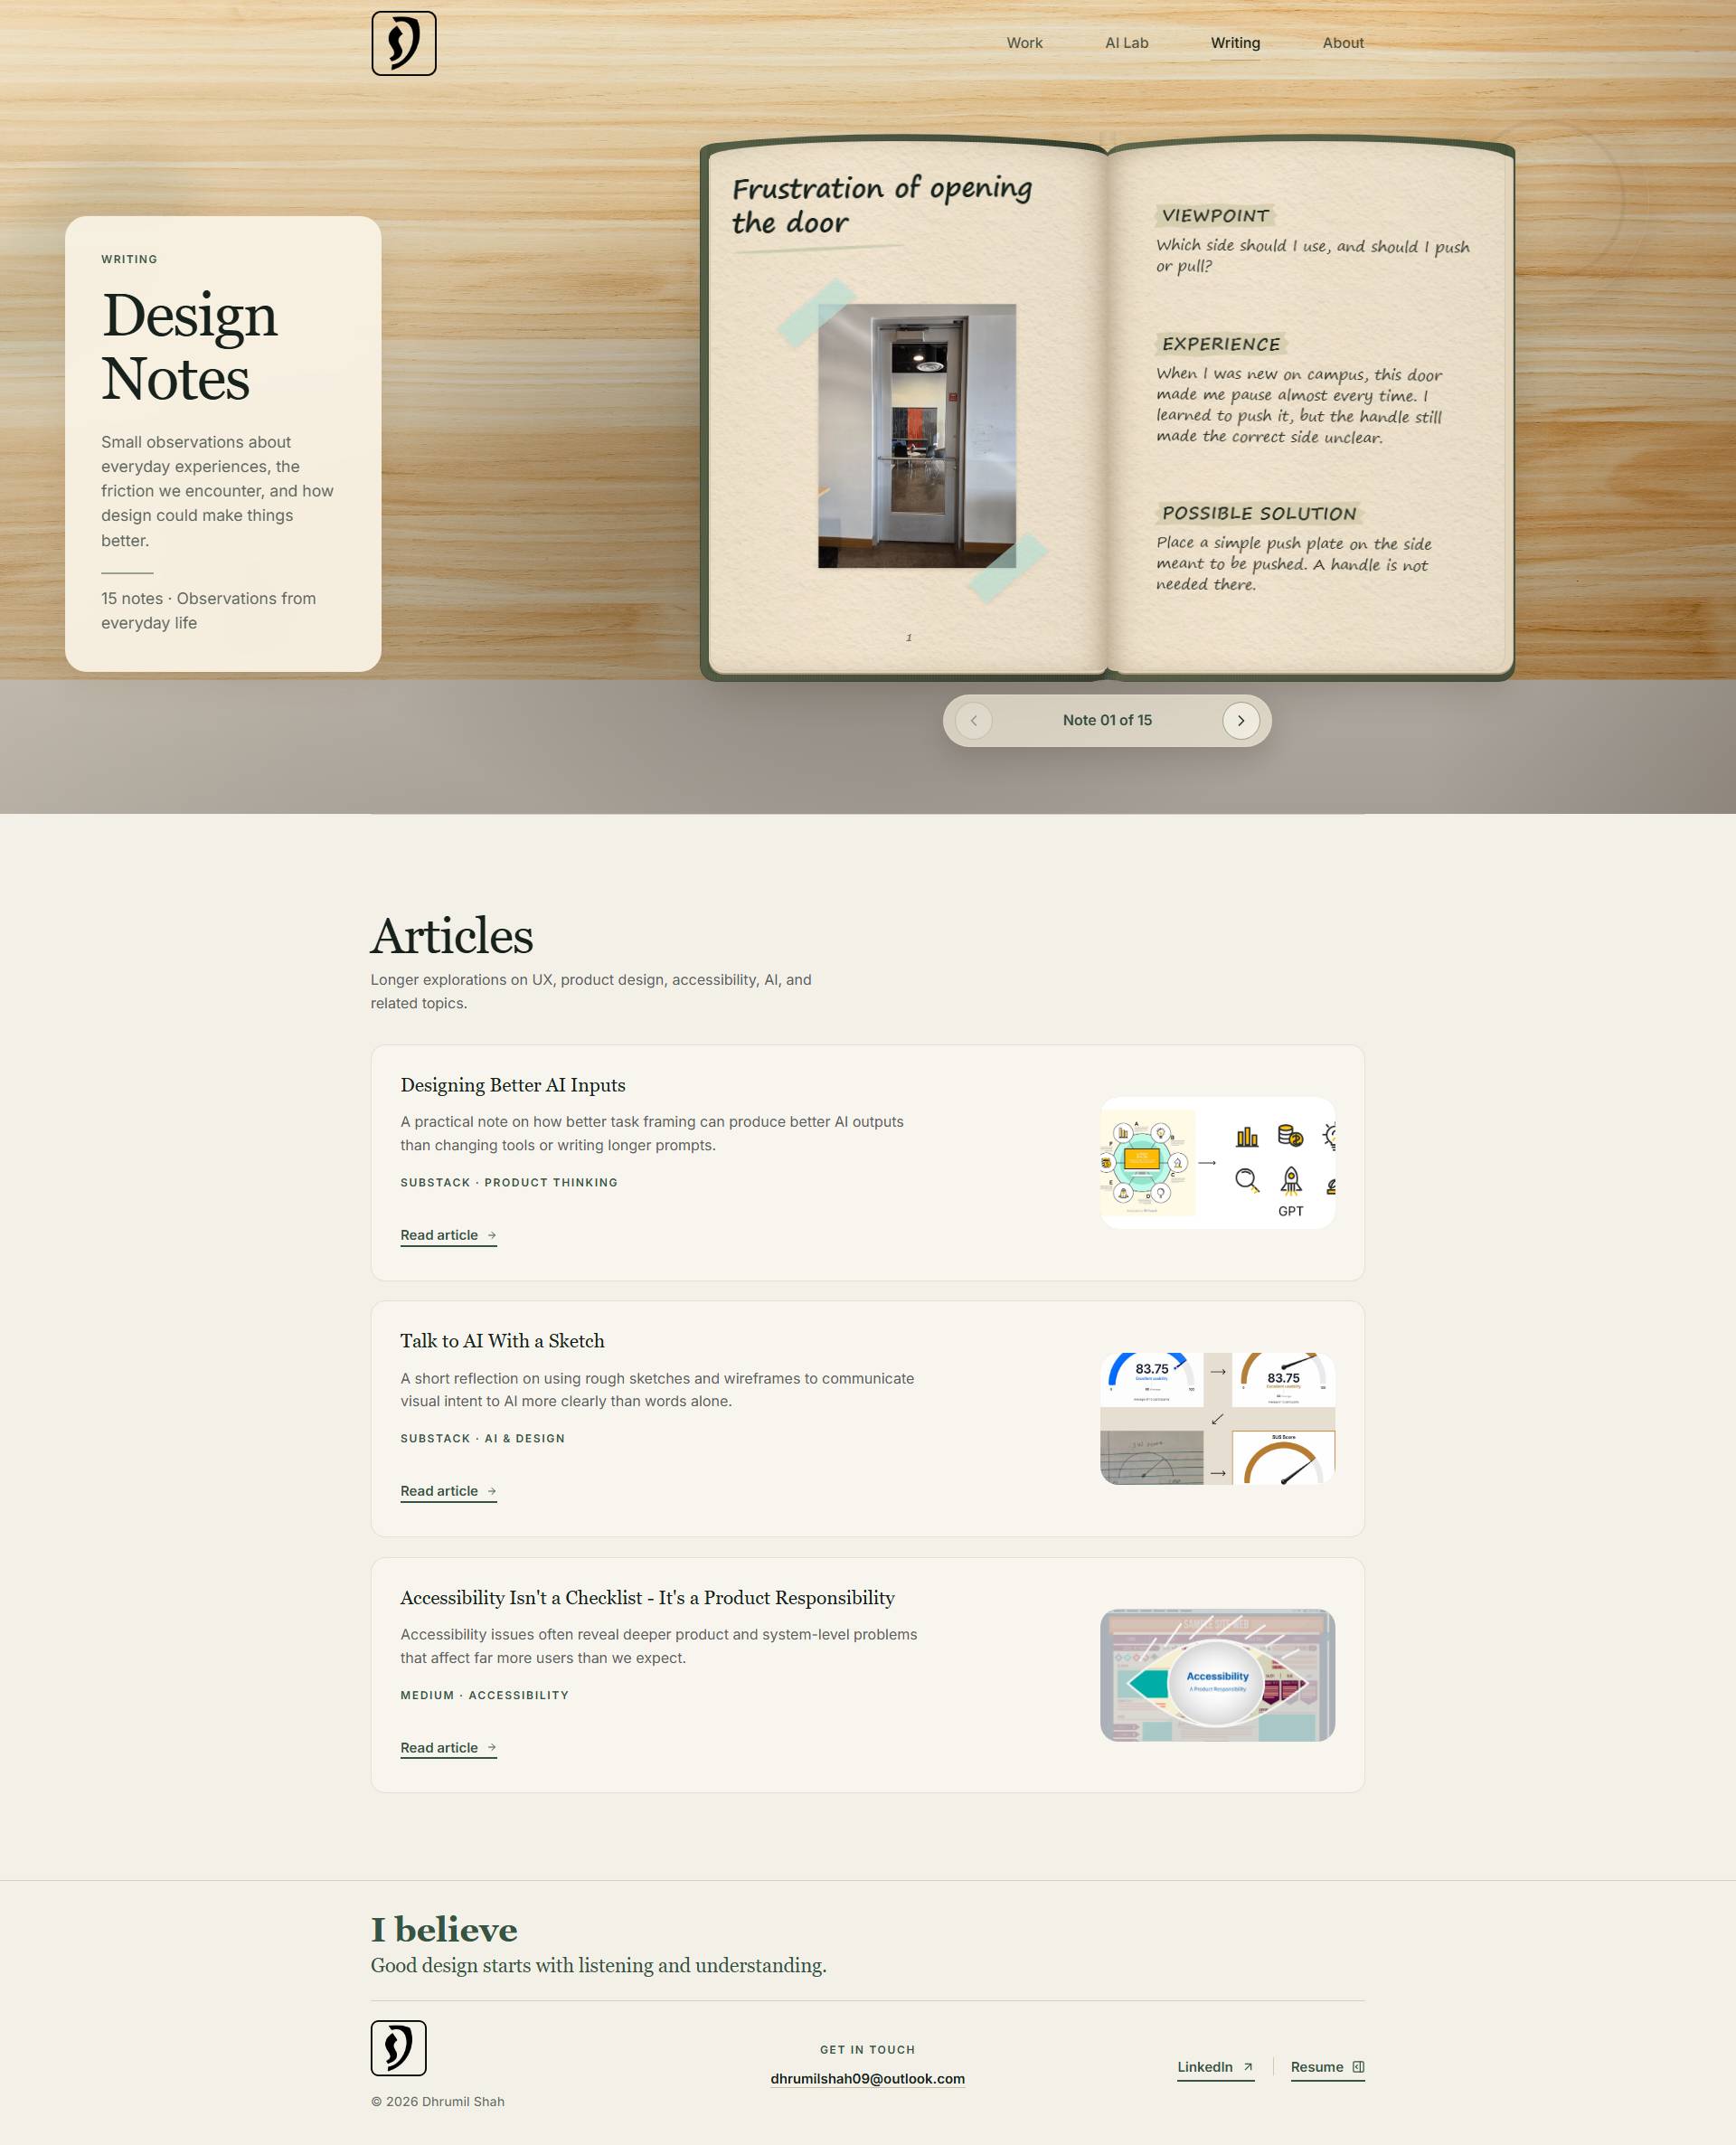 Work
AI Lab
Writing
About
WRITING
Design
Notes
Small observations about
everyday experiences, the
friction we encounter, and how
design could make things
better.
15 notes · Observations from
everyday life
Frustration of opening
the door
1
VIEWPOINT
Which side should I use, and should I push
or pull?
EXPERIENCE
When I was new on campus, this door
made me pause almost every time. I
learned to push it, but the handle still
made the correct side unclear.
POSSIBLE SOLUTION
Place a simple push plate on the side
meant to be pushed. A handle is not
needed there.
Note 01 of 15
Articles
Longer explorations on UX, product design, accessibility, AI, and
related topics.
Designing Better AI Inputs
A practical note on how better task framing can produce better AI outputs
than changing tools or writing longer prompts.
SUBSTACK · PRODUCT THINKING
Read article
GPT
Talk to AI With a Sketch
A short reflection on using rough sketches and wireframes to communicate
visual intent to AI more clearly than words alone.
SUBSTACK · AI & DESIGN
Read article
83.75
Excellent usability
83.75
Excellent usability
SUS Score
Accessibility Isn't a Checklist - It's a Product Responsibility
Accessibility issues often reveal deeper product and system-level problems
that affect far more users than we expect.
MEDIUM · ACCESSIBILITY
Read article
Accessibility
A Product Responsibility
I believe
Good design starts with listening and understanding.
© 2026 Dhrumil Shah
GET IN TOUCH
dhrumilshah09@outlook.com
LinkedIn
Resume